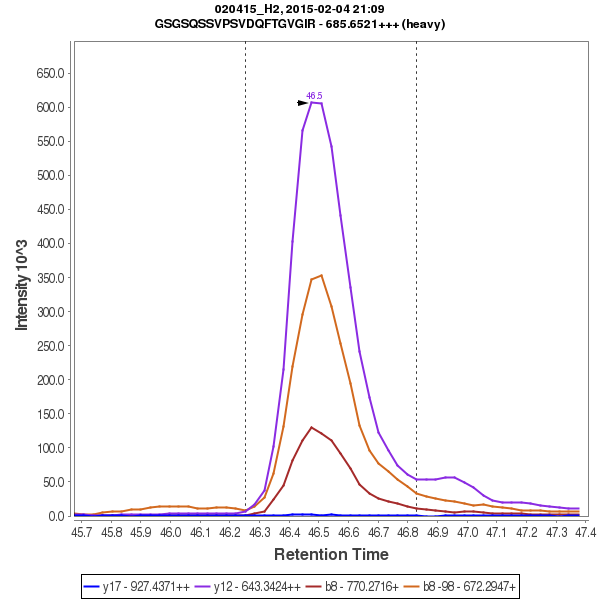 020415_H2, 2015-02-04 21:09
GSGSQSSVPSVDQFTGVGIR - 685.6521+++ (heavy)
650.0
600.0
550.0
500.0
450.0
400.0
350.0
300.0
250.0
200.0
150.0
100.0
50.0
0.0
Intensity 10^3
46.5
45.7 45.8 45.9 46.0 46.1 46.2 46.3 46.4 46.5 46.6 46.7 46.8 46.9 47.0 47.1 47.2 47.3 47.4
Retention Time
y17 - 927.4371++ y12 - 643.3424++ b8 - 770.2716+ b8 -98 - 672.2947+